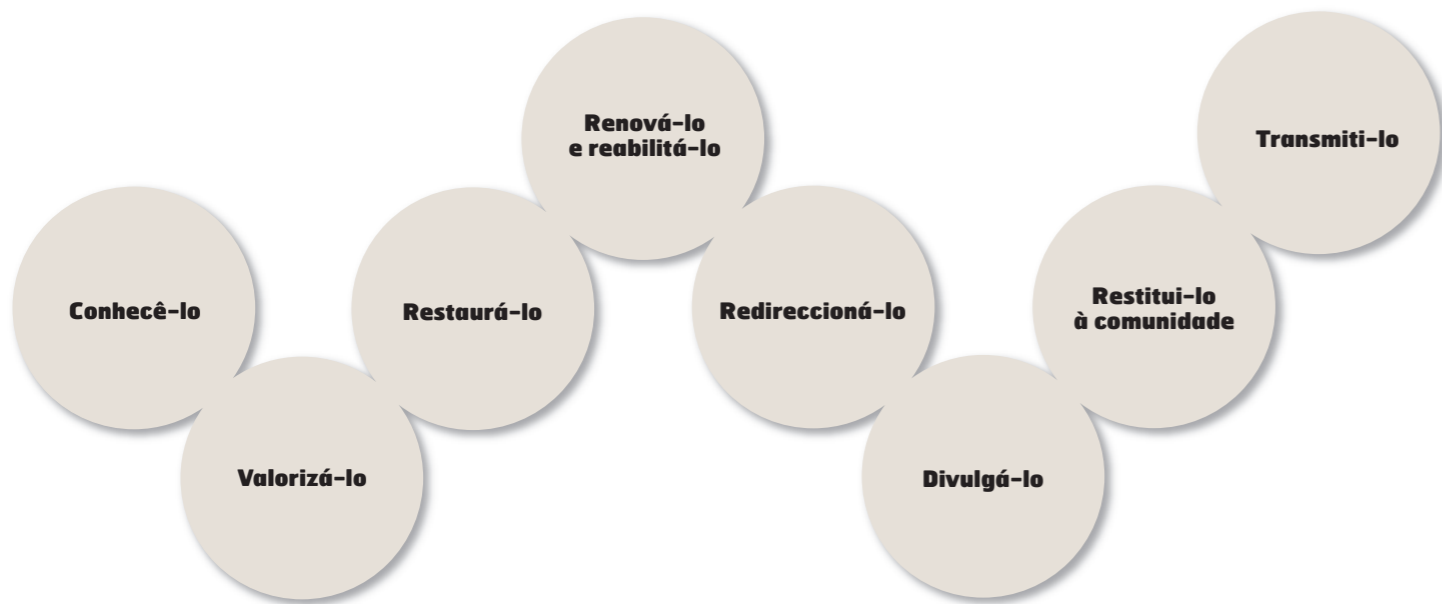 Conhecê-lo
Valorizá-lo
Restaurá-lo
Renová-lo
e reabilitá-lo
Redireccioná-lo
Divulgá-lo
Restitui-lo
à comunidade
Transmiti-lo